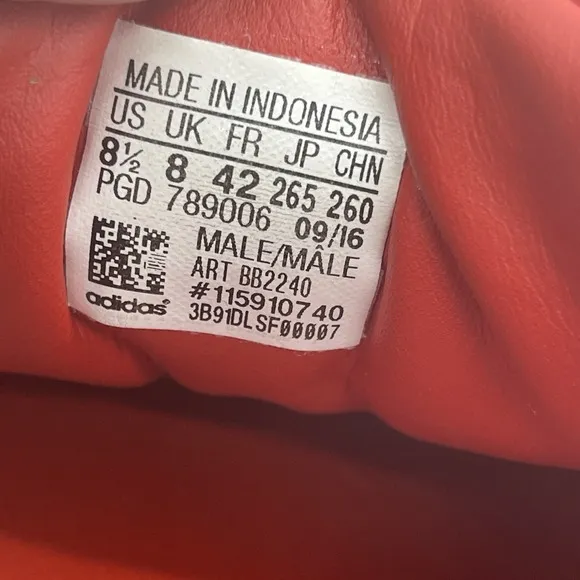 MADE IN INDONESIA
US UK FR JP CHN
8½ 8 42 265 260
PGD 789006 09/16
MALE/MÂLE
ART BB2240
#115910740
adidas® 3B91DLSF00007